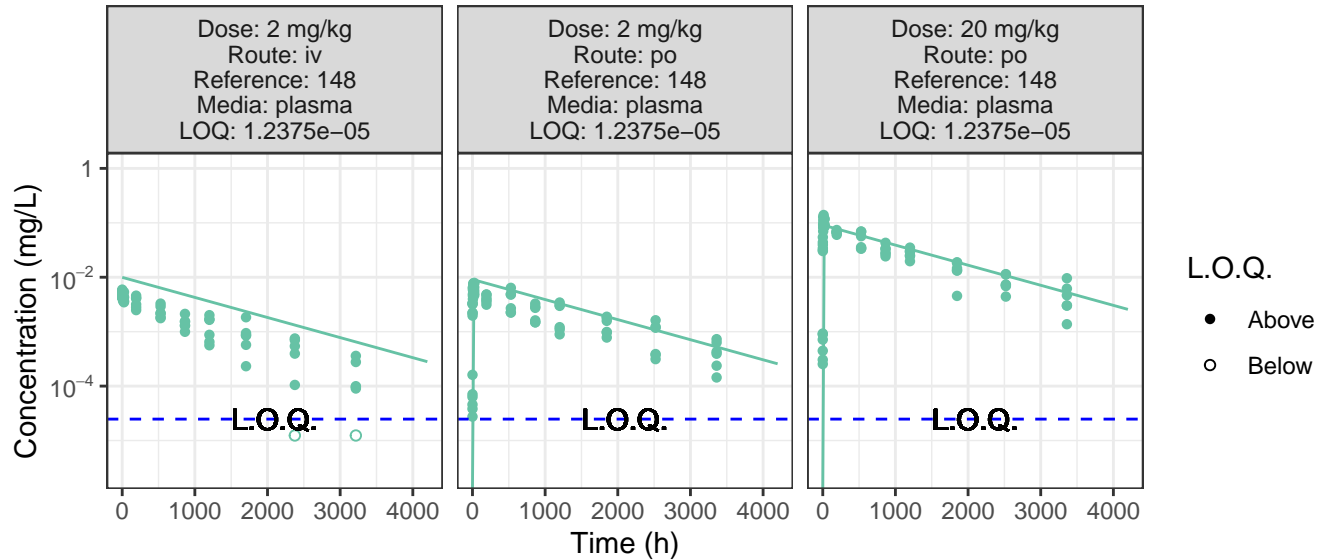 Dose: 2 mg/kg
Route: iv
Reference: 148
Media: plasma
LOQ: 1.2375e−05
Dose: 2 mg/kg
Route: po
Reference: 148
Media: plasma
LOQ: 1.2375e−05
Dose: 20 mg/kg
Route: po
Reference: 148
Media: plasma
LOQ: 1.2375e−05
Concentration (mg/L)
1
10⁻²
10⁻⁴
L.O.Q.
L.O.Q.
L.O.Q.
0 1000 2000 3000 4000
0 1000 2000 3000 4000
0 1000 2000 3000 4000
Time (h)
L.O.Q.
Above
Below